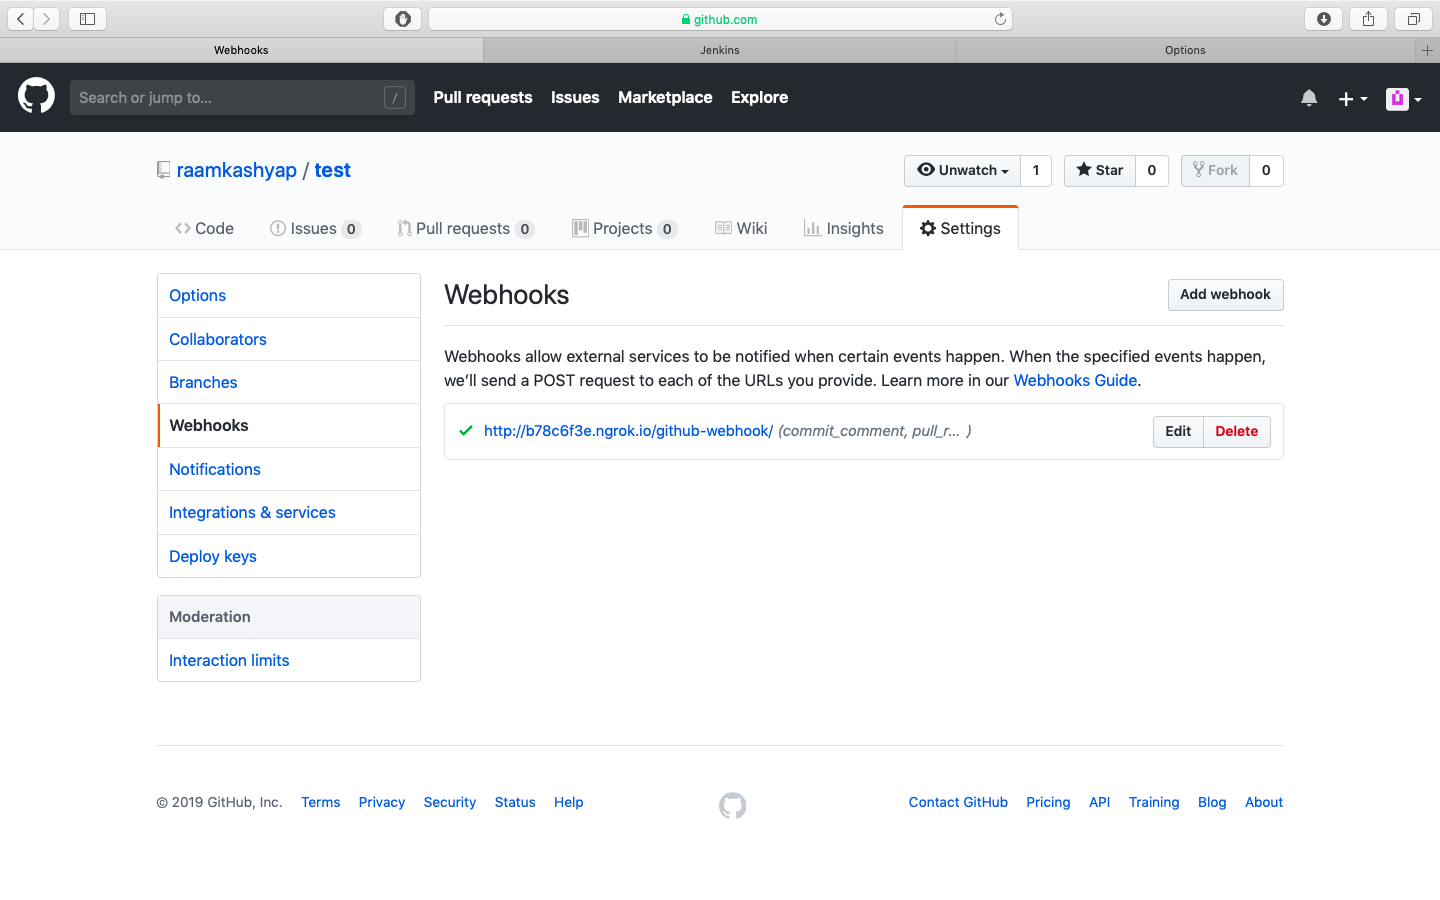 github.com
Webhooks
Jenkins
Options
Search or jump to...
/
Pull requests
Issues
Marketplace
Explore
raamkashyap / test
Unwatch 1
Star 0
Fork 0
Code
Issues 0
Pull requests 0
Projects 0
Wiki
Insights
Settings
Options
Collaborators
Branches
Webhooks
Notifications
Integrations & services
Deploy keys
Moderation
Interaction limits
Webhooks
Add webhook
Webhooks allow external services to be notified when certain events happen. When the specified events happen,
we’ll send a POST request to each of the URLs you provide. Learn more in our Webhooks Guide.
http://b78c6f3e.ngrok.io/github-webhook/ (commit_comment, pull_r... )
Edit
Delete
© 2019 GitHub, Inc.
Terms
Privacy
Security
Status
Help
Contact GitHub
Pricing
API
Training
Blog
About